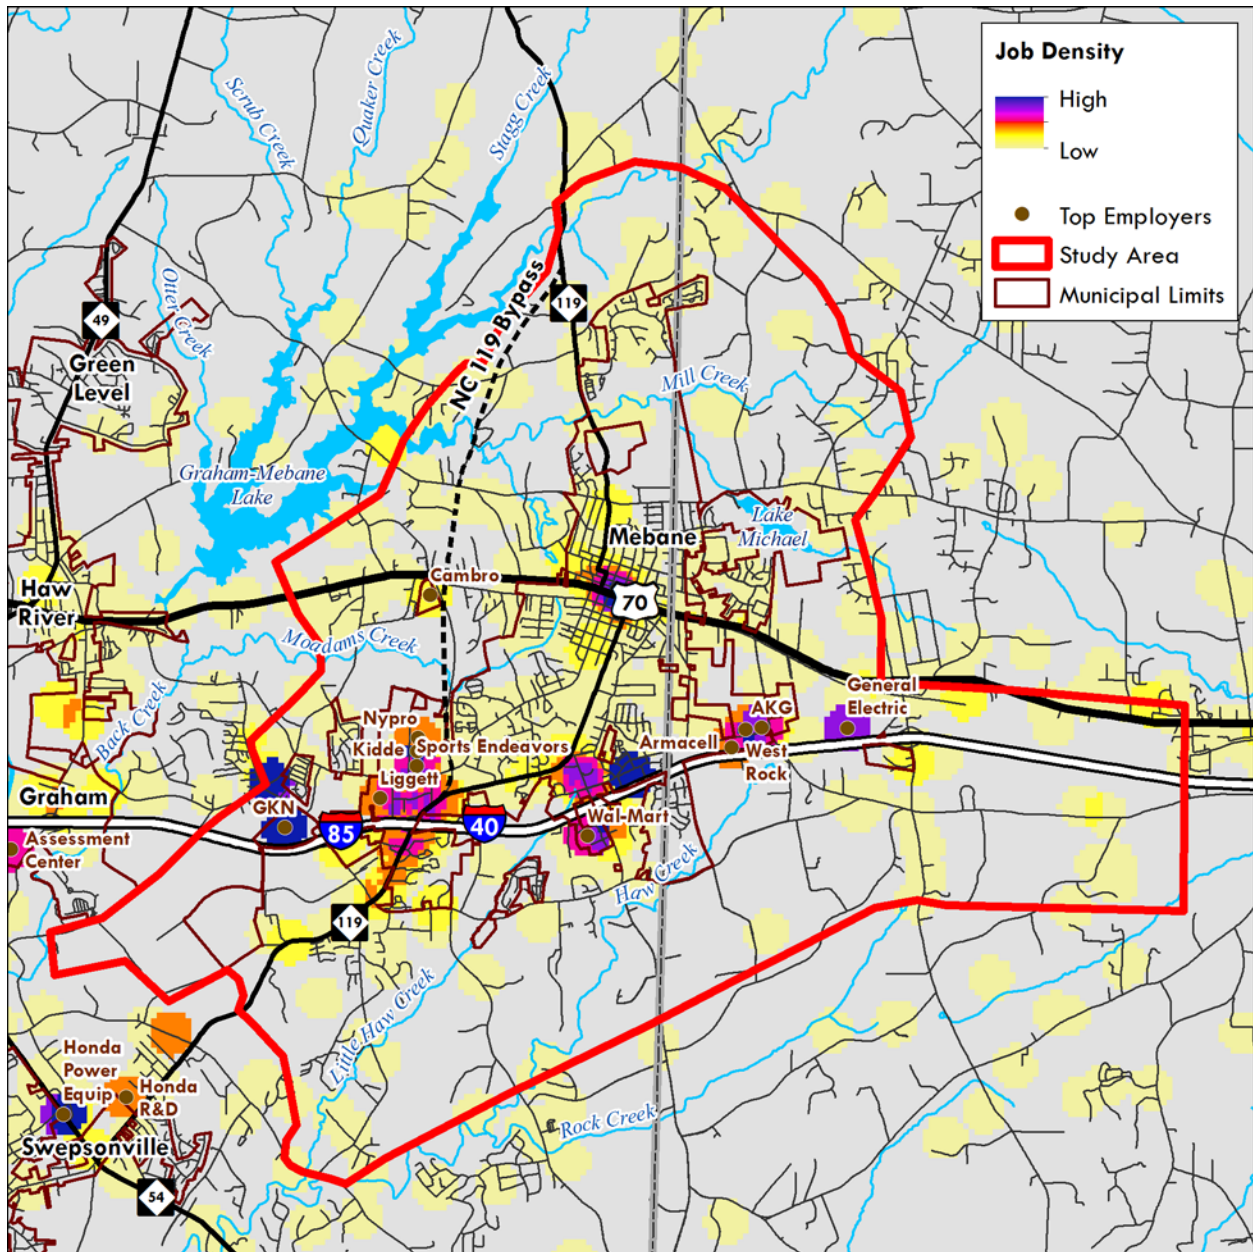 Job Density
High
Low
Top Employers
Study Area
Municipal Limits
Scrub Creek
Quaker Creek
Stagg Creek
Otter Creek
49
Green
Level
NC 119 Bypass
119
Mill Creek
Graham-Mebane
Lake
Mebane
Lake
Michael
Haw
River
Cambro
70
Moadams Creek
Back Creek
General
Electric
Nypro
Kidde
Sports Endeavors
Liggett
Armacell
AKG
West
Rock
Graham
GKN
85
40
Wal-Mart
Assessment
Center
Haw Creek
119
Little Haw Creek
Honda
Power
Equip
Honda
R&D
Swepsonville
Rock Creek
54